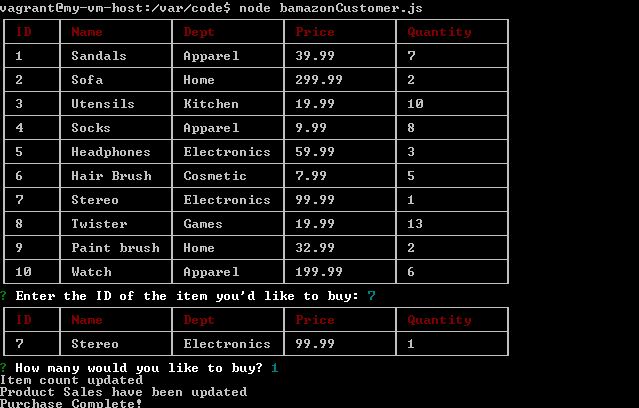 vagrant@my-vm-host:/var/code$ node bamazonCustomer.js
ID Name Dept Price Quantity
1 Sandals Apparel 39.99 7
2 Sofa Home 299.99 2
3 Utensils Kitchen 19.99 10
4 Socks Apparel 9.99 8
5 Headphones Electronics 59.99 3
6 Hair Brush Cosmetic 7.99 5
7 Stereo Electronics 99.99 1
8 Twister Games 19.99 13
9 Paint brush Home 32.99 2
10 Watch Apparel 199.99 6
? Enter the ID of the item you'd like to buy: 7
ID Name Dept Price Quantity
7 Stereo Electronics 99.99 1
? How many would you like to buy? 1
Item count updated
Product Sales have been updated
Purchase Complete!